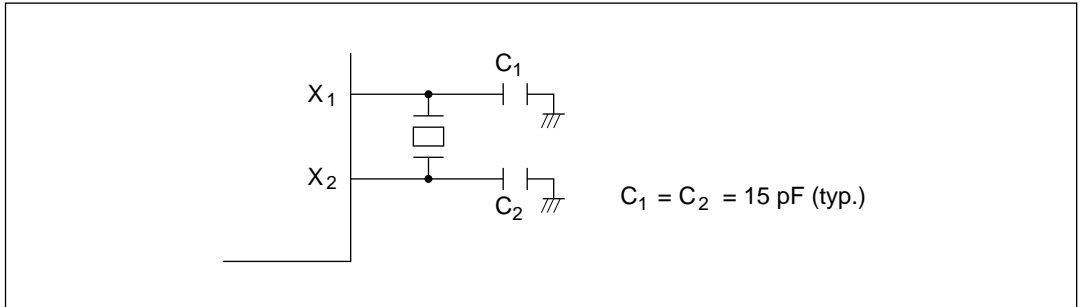 C1
X1
X2
C2
C1 = C2 = 15 pF (typ.)